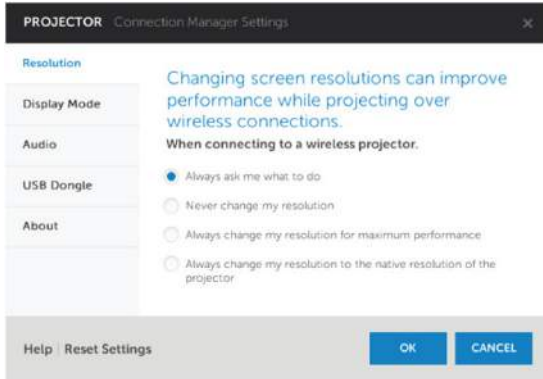 PROJECTOR Connection Manager Settings
Resolution
Display Mode
Audio
USB Dongle
About
Changing screen resolutions can improve
performance while projecting over
wireless connections.
When connecting to a wireless projector.
Always ask me what to do
Never change my resolution
Always change my resolution for maximum performance
Always change my resolution to the native resolution of the
projector
Help | Reset Settings
OK
CANCEL